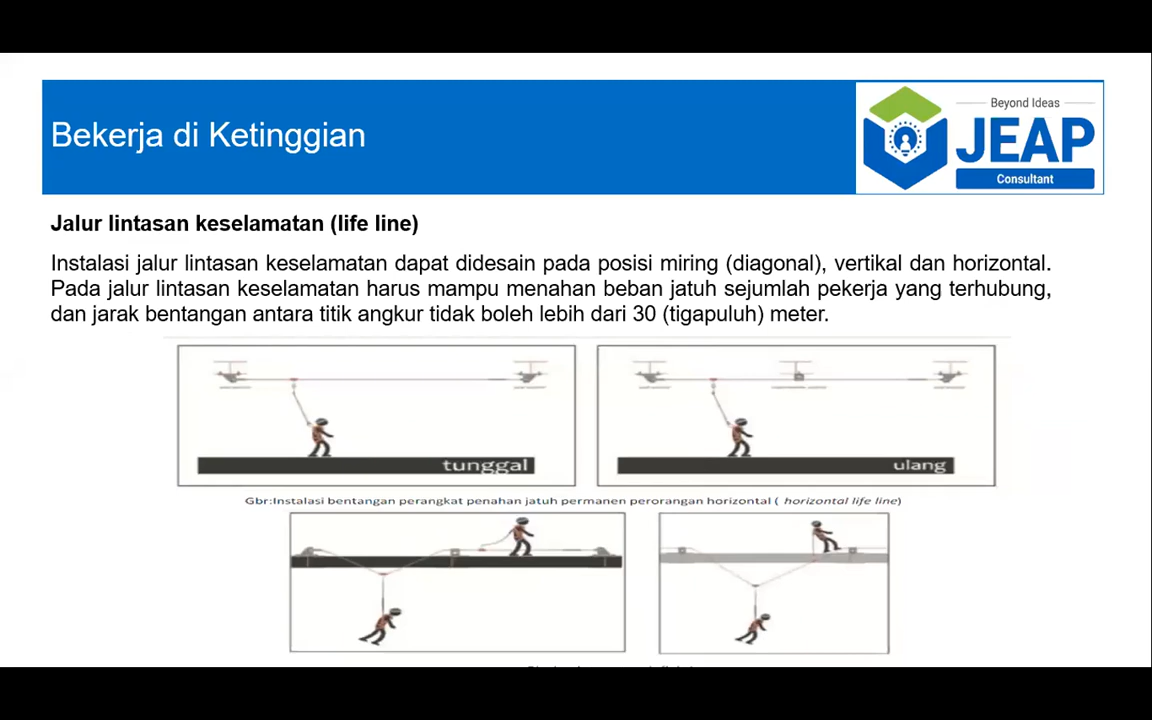 Bekerja di Ketinggian
Beyond Ideas
JEAP
Consultant
Jalur lintasan keselamatan (life line)
Instalasi jalur lintasan keselamatan dapat didesain pada posisi miring (diagonal), vertikal dan horizontal.
Pada jalur lintasan keselamatan harus mampu menahan beban jatuh sejumlah pekerja yang terhubung,
dan jarak bentangan antara titik angkur tidak boleh lebih dari 30 (tigapuluh) meter.
tunggal
ulang
Gbr:Instalasi bentangan perangkat penahan jatuh permanen perorangan horizontal ( horizontal life line)